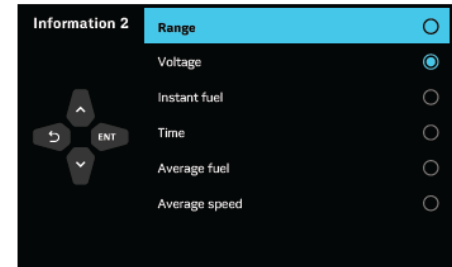 Information 2
Range
Voltage
Instant fuel
ENT
Time
Average fuel
Average speed